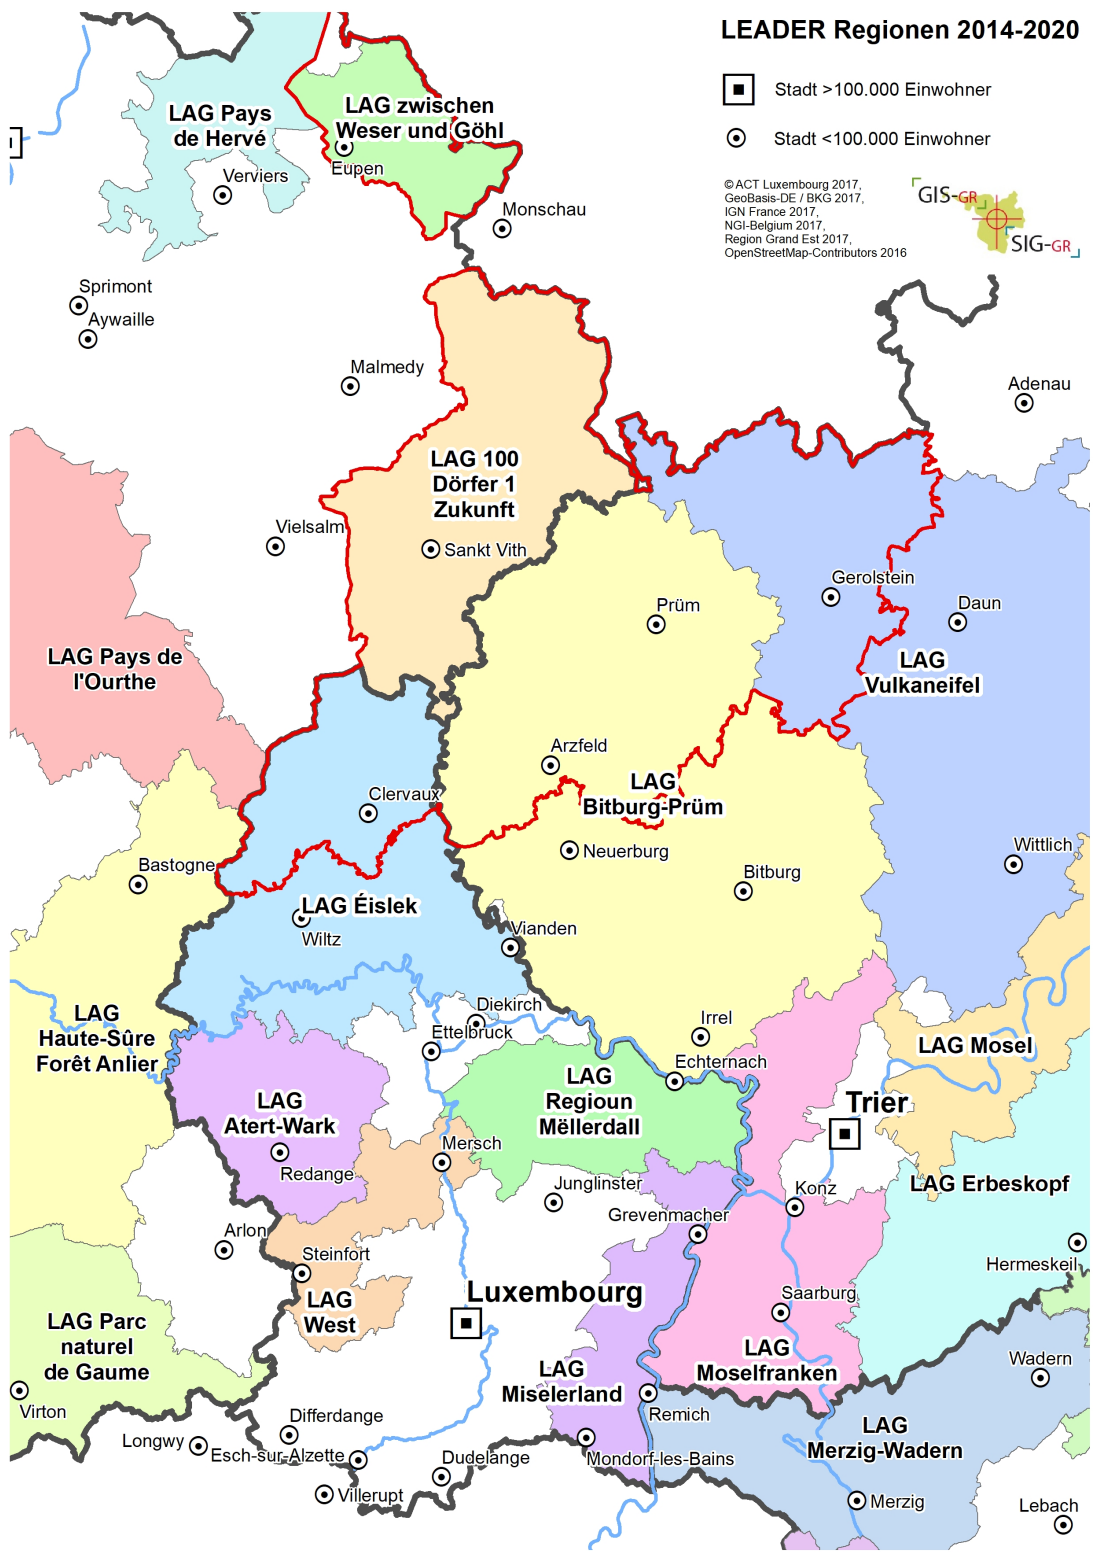 LEADER Regionen 2014-2020
Stadt >100.000 Einwohner
Stadt <100.000 Einwohner
© ACT Luxembourg 2017,
GeoBasis-DE / BKG 2017,
IGN France 2017,
NGI-Belgium 2017,
Region Grand Est 2017,
OpenStreetMap-Contributors 2016
GIS-GR
SIG-GR
LAG Pays
de Hervé
LAG zwischen
Weser und Göhl
Eupen
Verviers
Monschau
Sprimont
Aywaille
Malmedy
Adenau
LAG 100
Dörfer 1
Zukunft
Vielsalm
Sankt Vith
Gerolstein
Daun
Prüm
LAG Pays de
l'Ourthe
LAG
Vulkaneifel
Arzfeld
LAG
Bitburg-Prüm
Clervaux
Neuerburg
Wittlich
Bastogne
Bitburg
LAG Éislek
Wiltz
Vianden
LAG
Haute-Sûre
Forêt Anlier
Diekirch
Ettelbruck
Irrel
LAG Mosel
Echternach
LAG
Regioun
Mëllerdall
LAG
Atert-Wark
Trier
Mersch
Redange
Junglinster
Konz
LAG Erbeskopf
Grevenmacher
Arlon
Steinfort
Hermeskeil
Luxembourg
LAG
West
Saarburg
LAG Parc
naturel
de Gaume
LAG
Moselfranken
Wadern
LAG
Miselerland
Virton
Remich
Differdange
LAG
Merzig-Wadern
Longwy
Esch-sur-Alzette
Dudelange
Mondorf-les-Bains
Villerupt
Merzig
Lebach